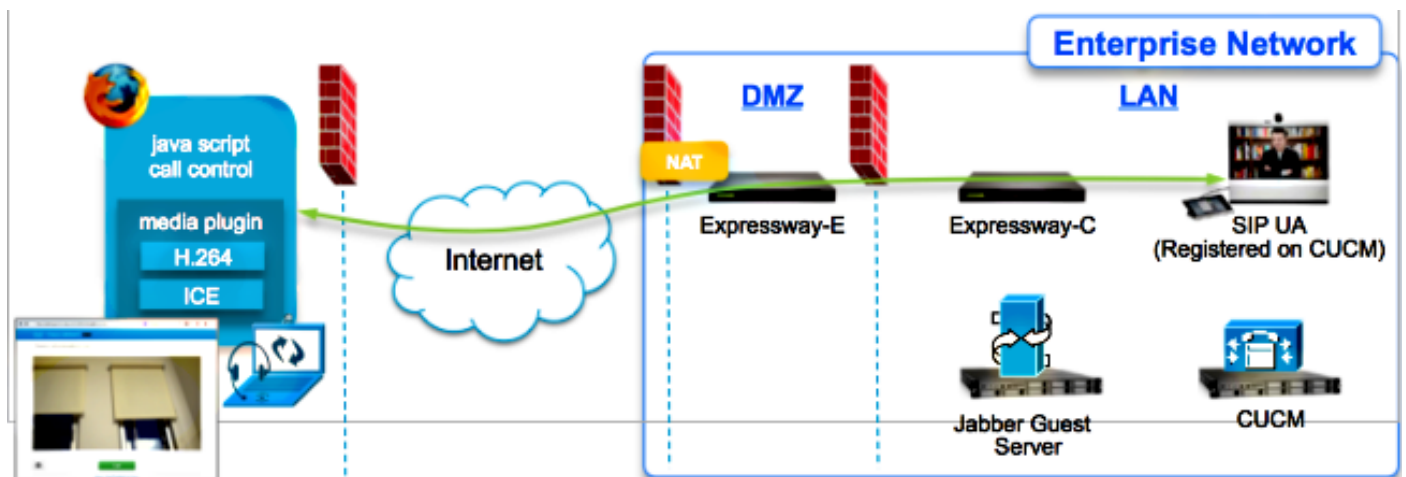 Enterprise Network
DMZ
LAN
java script
call control
media plugin
H.264
ICE
Internet
NAT
Expressway-E
Expressway-C
SIP UA
(Registered on CUCM)
Jabber Guest
Server
CUCM